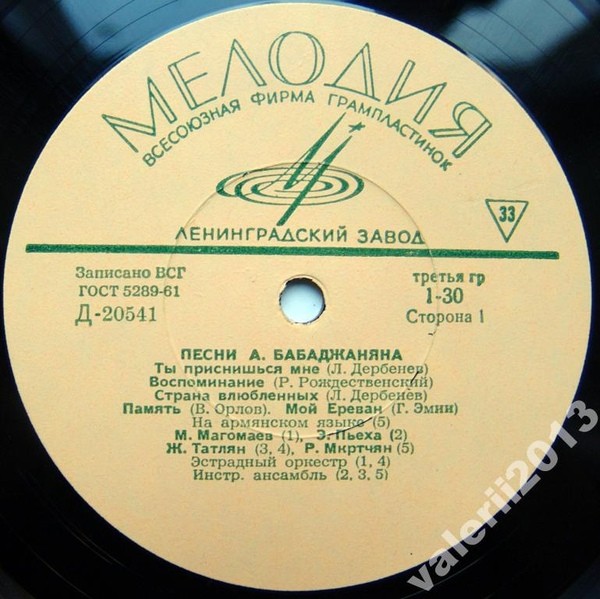 МЕЛОДИЯ
ВСЕСОЮЗНАЯ ФИРМА ГРАМПЛАСТИНОК
ЛЕНИНГРАДСКИЙ ЗАВОД
33
Записано ВСГ
ГОСТ 5289-61
Д-20541
третья гр
1-30
Сторона 1
ПЕСНИ А. БАБАДЖАНЯНА
Ты приснишься мне (Л. Дербенев)
Воспоминание (Р. Рождественский)
Страна влюбленных (Л. Дербенёв)
Память (В. Орлов). Мой Ереван (Г. Эмин)
На армянском языке (5)
М. Магомаев (1), Э. Пьеха (2)
Ж. Татлян (3, 4), Р. Мкртчян (5)
Эстрадный оркестр (1, 4)
Инстр. ансамбль (2, 3, 5)
valerii2013